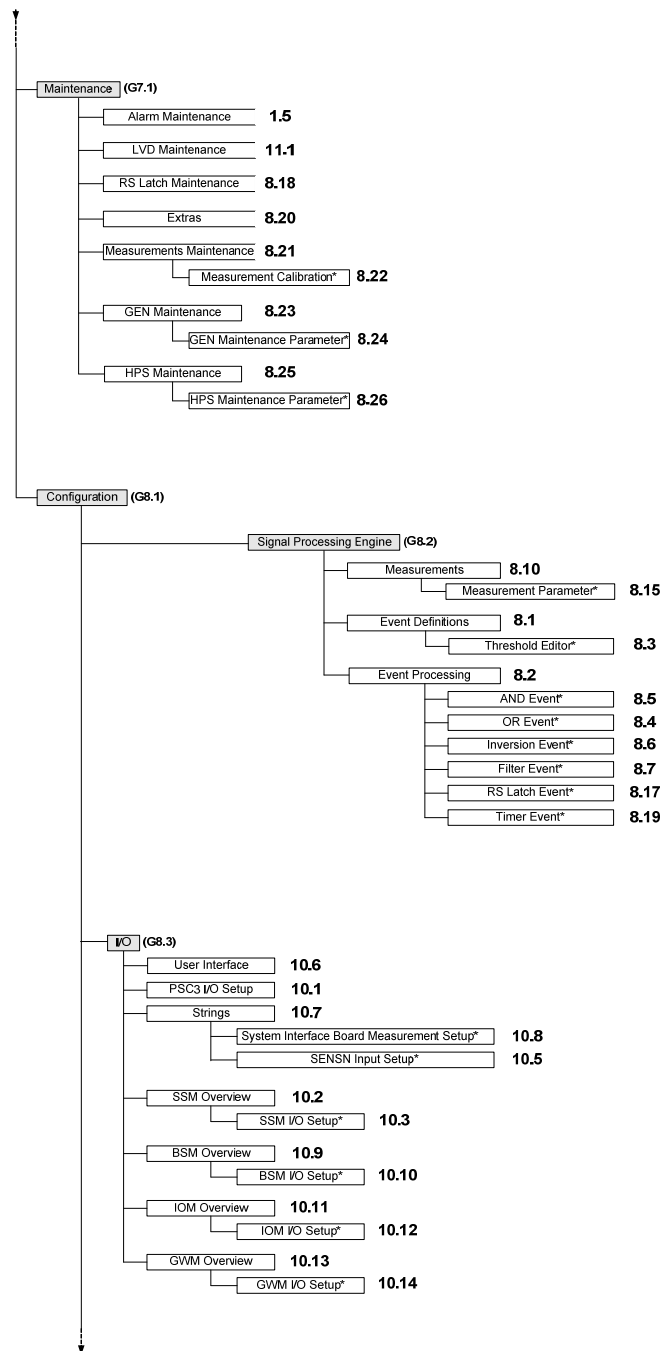 Maintenance (G7.1)
Alarm Maintenance 1.5
LVD Maintenance 11.1
RS Latch Maintenance 8.18
Extras 8.20
Measurements Maintenance 8.21
Measurement Calibration* 8.22
GEN Maintenance 8.23
GEN Maintenance Parameter* 8.24
HPS Maintenance 8.25
HPS Maintenance Parameter* 8.26
Configuration (G8.1)
Signal Processing Engine (G8.2)
Measurements 8.10
Measurement Parameter* 8.15
Event Definitions 8.1
Threshold Editor* 8.3
Event Processing 8.2
AND Event* 8.5
OR Event* 8.4
Inversion Event* 8.6
Filter Event* 8.7
RS Latch Event* 8.17
Timer Event* 8.19
I/O (G8.3)
User Interface 10.6
PSC3 I/O Setup 10.1
Strings 10.7
System Interface Board Measurement Setup* 10.8
SENSN Input Setup* 10.5
SSM Overview 10.2
SSM I/O Setup* 10.3
BSM Overview 10.9
BSM I/O Setup* 10.10
IOM Overview 10.11
IOM I/O Setup* 10.12
GWM Overview 10.13
GWM I/O Setup* 10.14